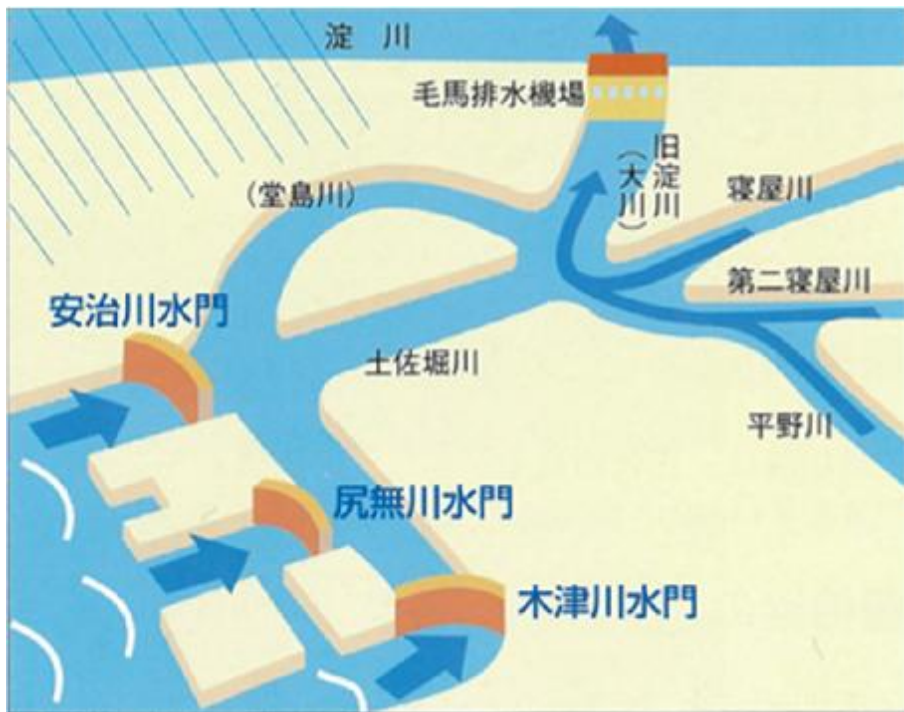 淀 川
毛馬排水機場
旧淀川
（大川）
（堂島川）
寝屋川
第二寝屋川
安治川水門
土佐堀川
平野川
尻無川水門
木津川水門